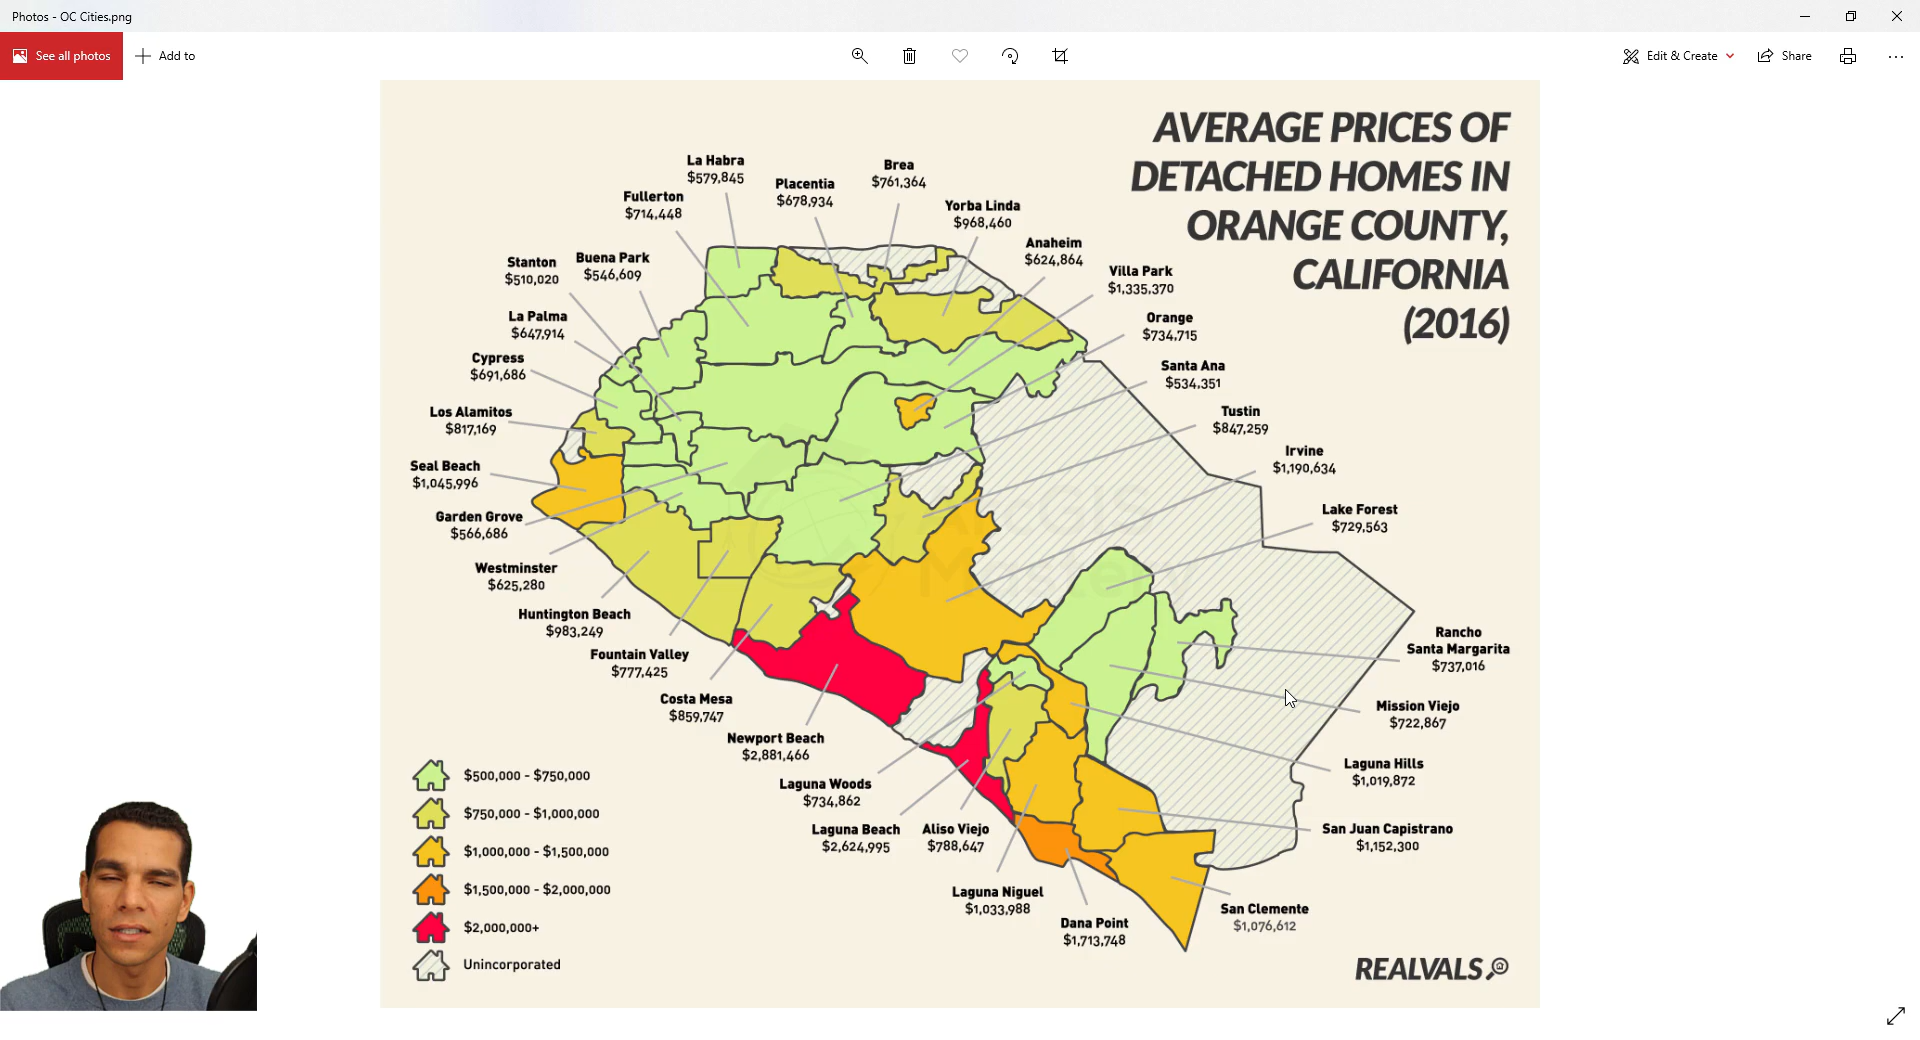 Photos - OC Cities.png
See all photos
Add to
Edit & Create
Share
AVERAGE PRICES OF
DETACHED HOMES IN
ORANGE COUNTY,
CALIFORNIA
(2016)
La Habra
$579,845
Brea
$761,364
Placentia
$678,934
Fullerton
$714,448
Yorba Linda
$968,460
Anaheim
$624,864
Stanton
$510,020
Buena Park
$546,609
Villa Park
$1,335,370
La Palma
$647,914
Orange
$734,715
Cypress
$691,686
Santa Ana
$534,351
Los Alamitos
$817,169
Tustin
$847,259
Seal Beach
$1,045,996
Irvine
$1,190,634
Garden Grove
$566,686
Lake Forest
$729,563
Westminster
$625,280
Huntington Beach
$983,249
Rancho
Santa Margarita
$737,016
Fountain Valley
$777,425
Costa Mesa
$859,747
Mission Viejo
$722,867
Newport Beach
$2,881,466
Laguna Hills
$1,019,872
Laguna Woods
$734,862
Laguna Beach
$2,624,995
Aliso Viejo
$788,647
San Juan Capistrano
$1,152,300
Laguna Niguel
$1,033,988
Dana Point
$1,713,748
San Clemente
$1,076,612
$500,000 - $750,000
$750,000 - $1,000,000
$1,000,000 - $1,500,000
$1,500,000 - $2,000,000
$2,000,000+
Unincorporated
REALVALS